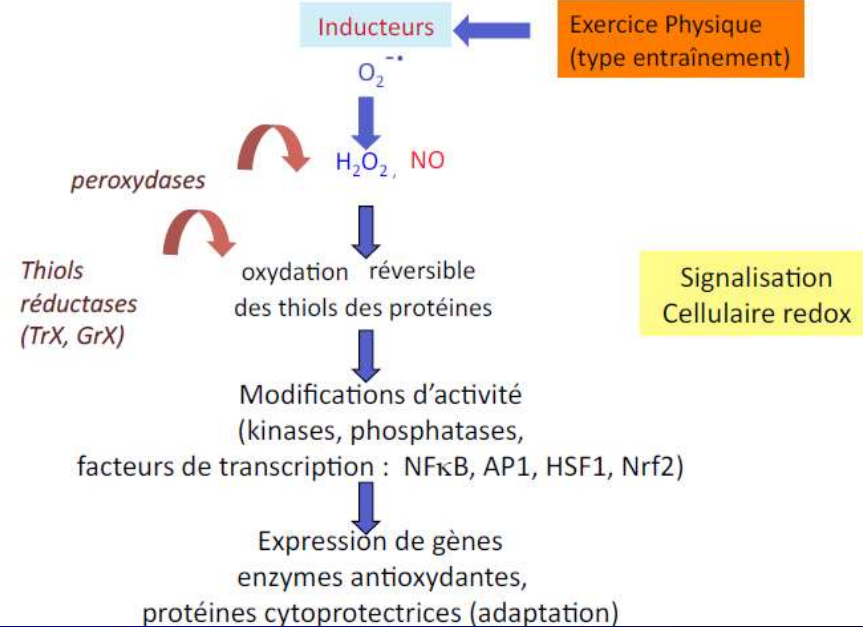 Inducteurs
Exercice Physique
(type entraînement)
O₂⁻•
H₂O₂, NO
peroxydases
Thiols
réductases
(TrX, GrX)
oxydation réversible
des thiols des protéines
Signalisation
Cellulaire redox
Modifications d’activité
(kinases, phosphatases,
facteurs de transcription : NFκB, AP1, HSF1, Nrf2)
Expression de gènes
enzymes antioxydantes,
protéines cytoprotectrices (adaptation)